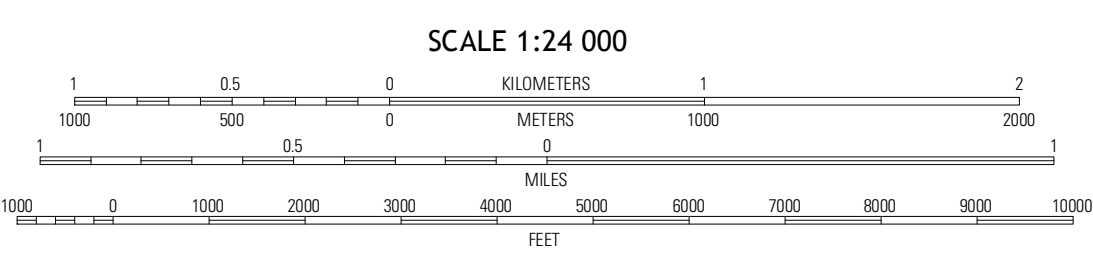 SCALE 1:24 000
1 0.5 0 KILOMETERS 1 2
1000 500 0 METERS 1000 2000
1 0.5 0 1
MILES
1000 0 1000 2000 3000 4000 5000 6000 7000 8000 9000 10000
FEET